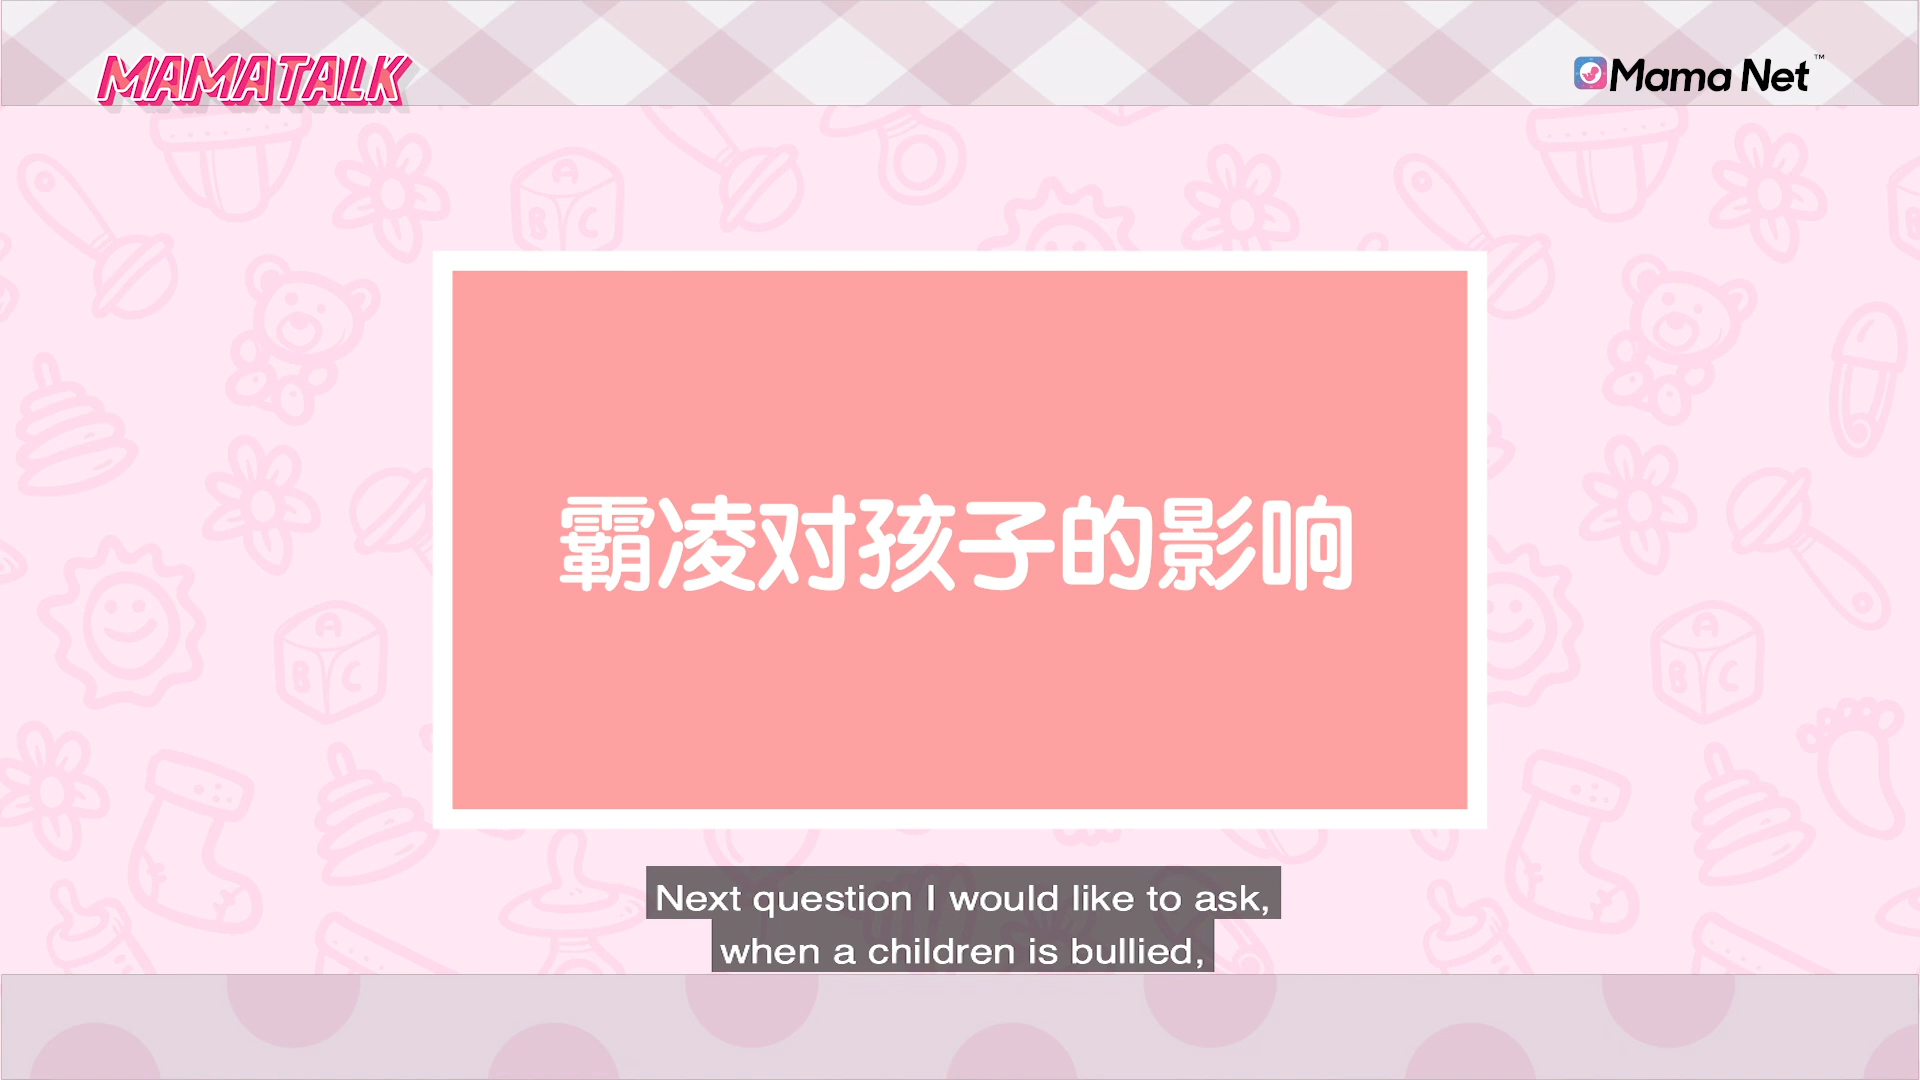 MAMATALK
Mama Net™
霸凌对孩子的影响
Next question I would like to ask,
when a children is bullied,